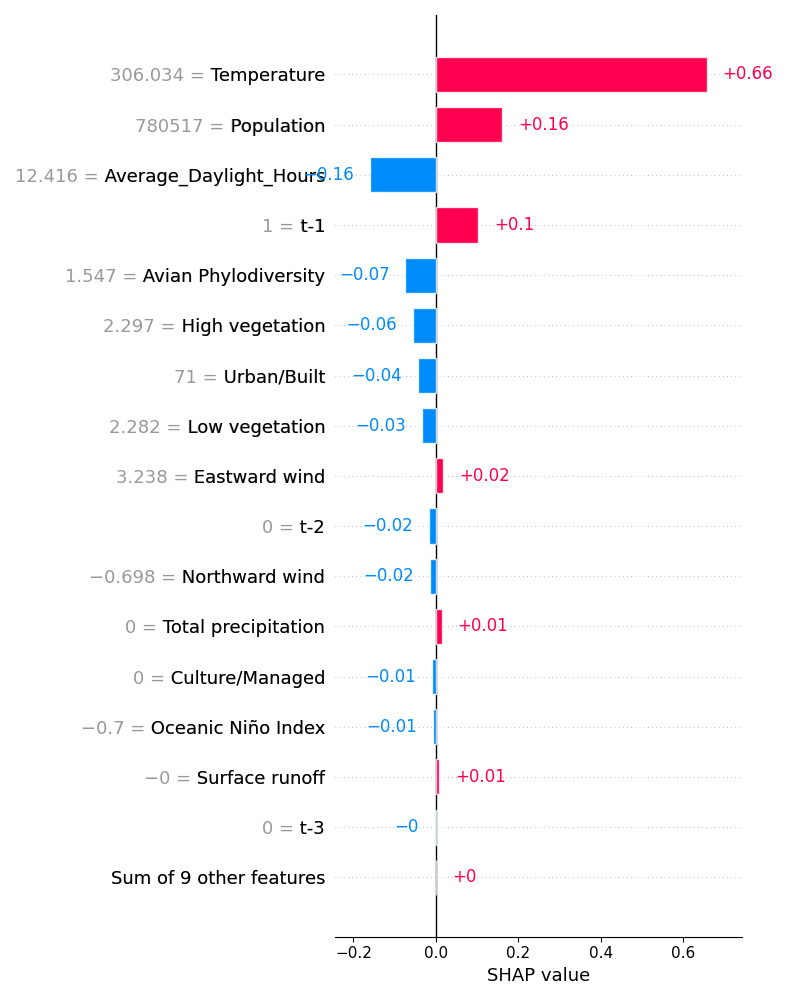 306.034 = Temperature +0.66
780517 = Population +0.16
12.416 = Average_Daylight_Hours −0.16
1 = t-1 +0.1
1.547 = Avian Phylodiversity −0.07
2.297 = High vegetation −0.06
71 = Urban/Built −0.04
2.282 = Low vegetation −0.03
3.238 = Eastward wind +0.02
0 = t-2 −0.02
−0.698 = Northward wind −0.02
0 = Total precipitation +0.01
0 = Culture/Managed −0.01
−0.7 = Oceanic Niño Index −0.01
−0 = Surface runoff +0.01
0 = t-3 −0
Sum of 9 other features +0
−0.2 0.0 0.2 0.4 0.6
SHAP value